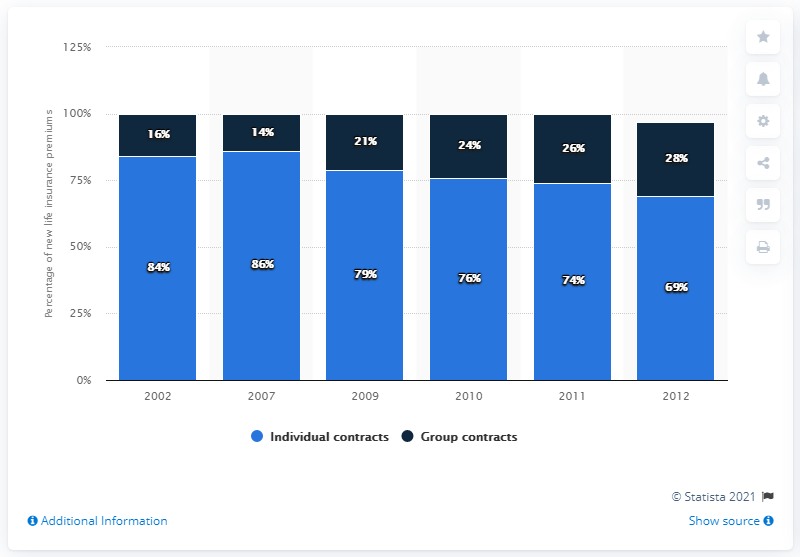 125%
100%
75%
50%
25%
0%
Percentage of new life insurance premiums
16% 14% 21% 24% 26% 28%
84% 86% 79% 76% 74% 69%
2002 2007 2009 2010 2011 2012
Individual contracts Group contracts
© Statista 2021
Additional Information Show source